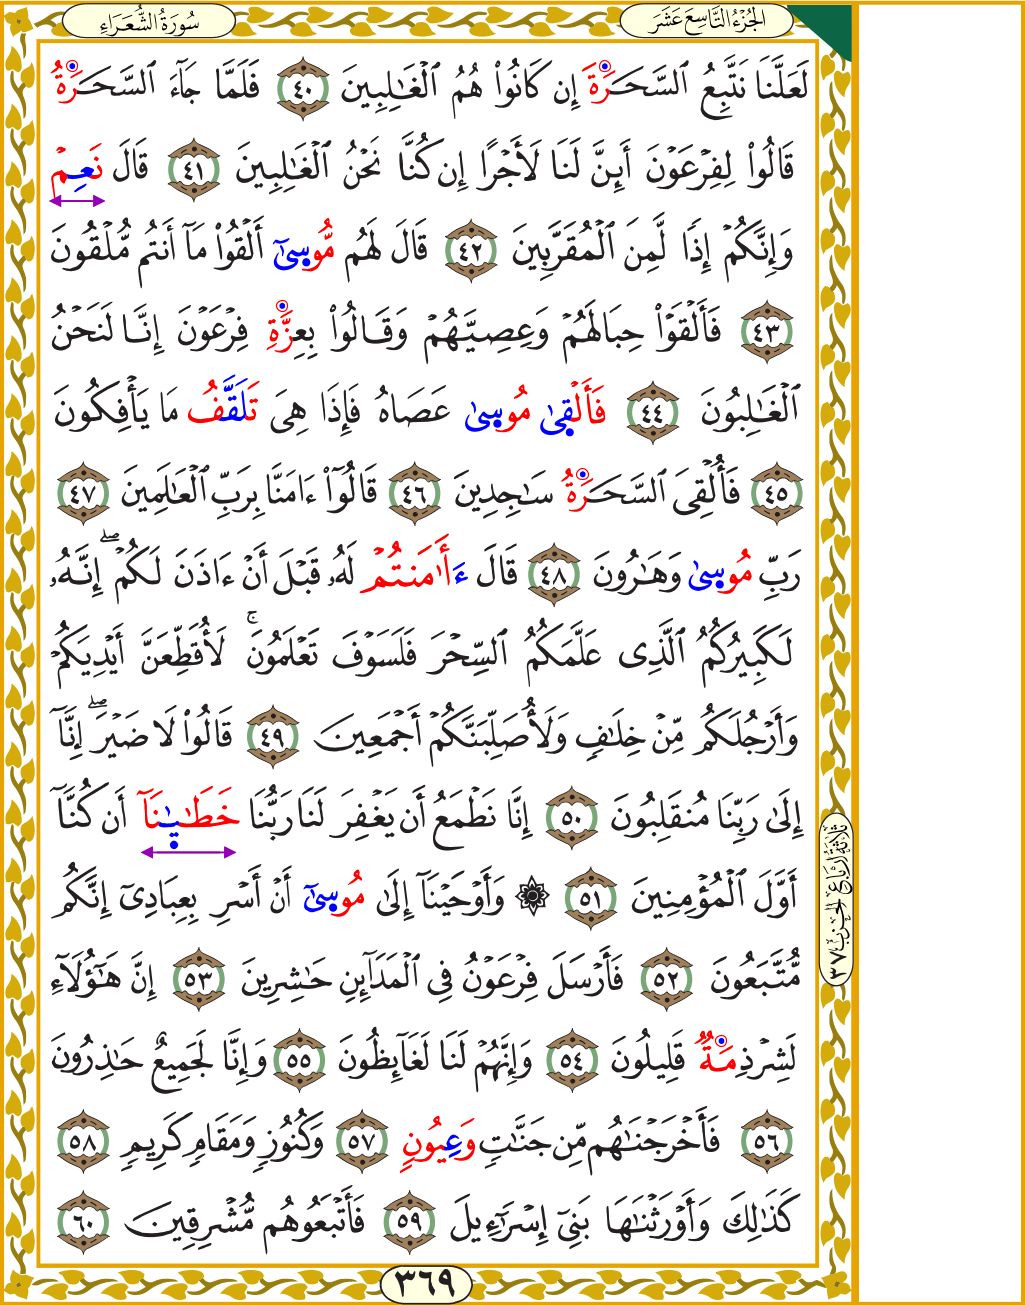 سُورَةُ الشُّعَرَاءِ
الجُزْءُ التَّاسِعَ عَشَرَ
لَعَلَّنَا نَتَّبِعُ ٱلسَّحَرَةَ إِن كَانُوا۟ هُمُ ٱلْغَـٰلِبِينَ ٤٠ فَلَمَّا جَآءَ ٱلسَّحَرَةُ
قَالُوا۟ لِفِرْعَوْنَ أَئِنَّ لَنَا لَأَجْرًا إِن كُنَّا نَحْنُ ٱلْغَـٰلِبِينَ ٤١ قَالَ نَعِمْ
وَإِنَّكُمْ إِذًا لَّمِنَ ٱلْمُقَرَّبِينَ ٤٢ قَالَ لَهُم مُّوسَىٰٓ أَلْقُوا۟ مَآ أَنتُم مُّلْقُونَ
٤٣ فَأَلْقَوْا۟ حِبَالَهُمْ وَعِصِيَّهُمْ وَقَالُوا۟ بِعِزَّةِ فِرْعَوْنَ إِنَّا لَنَحْنُ
ٱلْغَـٰلِبُونَ ٤٤ فَأَلْقَىٰ مُوسَىٰ عَصَاهُ فَإِذَا هِىَ تَلَقَّفُ مَا يَأْفِكُونَ
٤٥ فَأُلْقِىَ ٱلسَّحَرَةُ سَـٰجِدِينَ ٤٦ قَالُوٓا۟ ءَامَنَّا بِرَبِّ ٱلْعَـٰلَمِينَ ٤٧
رَبِّ مُوسَىٰ وَهَـٰرُونَ ٤٨ قَالَ ءَأَٰمَنتُمْ لَهُۥ قَبْلَ أَنْ ءَاذَنَ لَكُمْ ۖ إِنَّهُۥ
لَكَبِيرُكُمُ ٱلَّذِى عَلَّمَكُمُ ٱلسِّحْرَ فَلَسَوْفَ تَعْلَمُونَ ۚ لَأُقَطِّعَنَّ أَيْدِيَكُمْ
وَأَرْجُلَكُم مِّنْ خِلَـٰفٍ وَلَأُصَلِّبَنَّكُمْ أَجْمَعِينَ ٤٩ قَالُوا۟ لَا ضَيْرَ ۖ إِنَّآ
إِلَىٰ رَبِّنَا مُنقَلِبُونَ ٥٠ إِنَّا نَطْمَعُ أَن يَغْفِرَ لَنَا رَبُّنَا خَطَـٰيَـٰنَآ أَن كُنَّآ
أَوَّلَ ٱلْمُؤْمِنِينَ ٥١ ۞ وَأَوْحَيْنَآ إِلَىٰ مُوسَىٰٓ أَنْ أَسْرِ بِعِبَادِىٓ إِنَّكُم
مُّتَّبَعُونَ ٥٢ فَأَرْسَلَ فِرْعَوْنُ فِى ٱلْمَدَآئِنِ حَـٰشِرِينَ ٥٣ إِنَّ هَـٰٓؤُلَآءِ
لَشِرْذِمَةٌ قَلِيلُونَ ٥٤ وَإِنَّهُمْ لَنَا لَغَآئِظُونَ ٥٥ وَإِنَّا لَجَمِيعٌ حَـٰذِرُونَ
٥٦ فَأَخْرَجْنَـٰهُم مِّن جَنَّـٰتٍ وَعِيُونٍ ٥٧ وَكُنُوزٍ وَمَقَامٍ كَرِيمٍ ٥٨
كَذَٰلِكَ وَأَوْرَثْنَـٰهَا بَنِىٓ إِسْرَٰٓءِيلَ ٥٩ فَأَتْبَعُوهُم مُّشْرِقِينَ ٦٠
ثلاثة أرباع الحزب ٣٧
٣٦٩